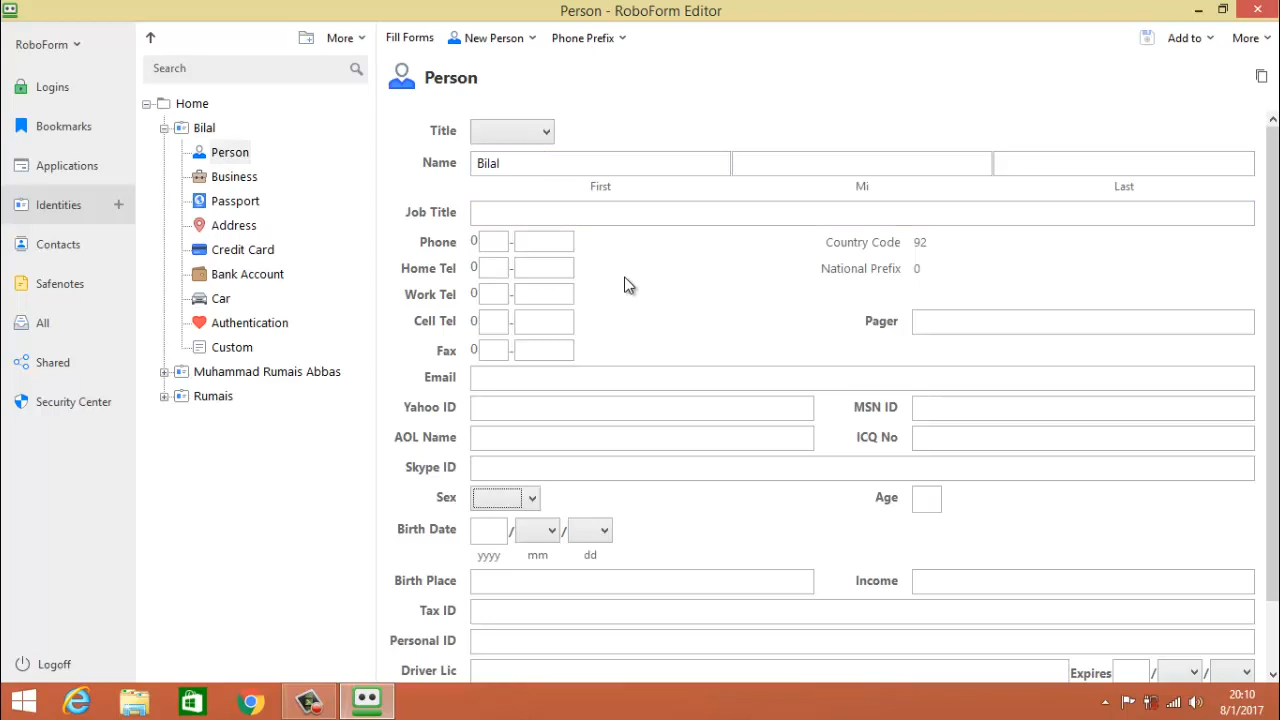 Person - RoboForm Editor
RoboForm
More
Fill Forms
New Person
Phone Prefix
Add to
More
Search
Person
Logins
Bookmarks
Applications
Identities
+
Contacts
Safenotes
All
Shared
Security Center
Logoff
Home
Bilal
Person
Business
Passport
Address
Credit Card
Bank Account
Car
Authentication
Custom
Muhammad Rumais Abbas
Rumais
Title
Name Bilal
First Mi Last
Job Title
Phone 0 - Country Code 92
Home Tel 0 - National Prefix 0
Work Tel 0 -
Cell Tel 0 - Pager
Fax 0 -
Email
Yahoo ID MSN ID
AOL Name ICQ No
Skype ID
Sex Age
Birth Date / /
yyyy mm dd
Birth Place Income
Tax ID
Personal ID
Driver Lic Expires / /
20:10
8/1/2017